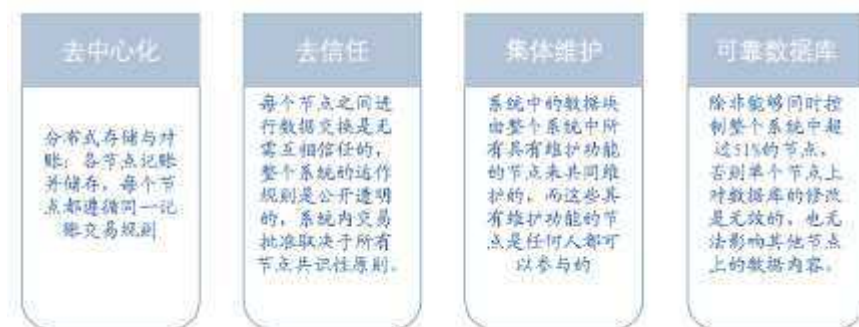 去中心化
分布式存储与对
账：各节点记账
并储存，每个节
点都遵循同一记
账交易规则
去信任
每个节点之间进
行数据交换是无
需互相信任的，
整个系统的运作
规则是公开透明
的，系统内交易
批准取决于所有
节点共识性原则。
集体维护
系统中的数据块
由整个系统中所
有具有维护功能
的节点来共同维
护的，而这些具
有维护功能的节
点是任何人都可
以参与的
可靠数据库
除非能够同时控
制整个系统中超
过51%的节点，
否则单个节点上
对数据库的修改
是无效的，也无
法影响其他节点
上的数据内容。